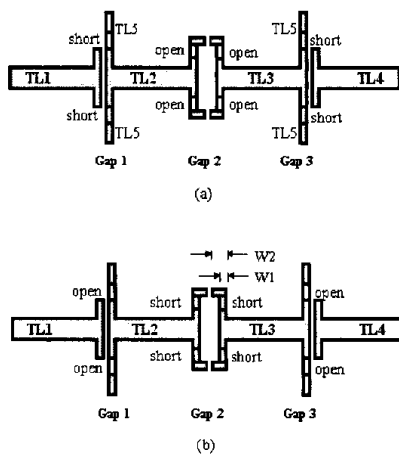 TL5 TL5
short open open short
TL1 TL2 TL3 TL4
short open open short
TL5 TL5
Gap 1 Gap 2 Gap 3
(a)
W2
W1
open short short open
TL1 TL2 TL3 TL4
open short short open
Gap 1 Gap 2 Gap 3
(b)